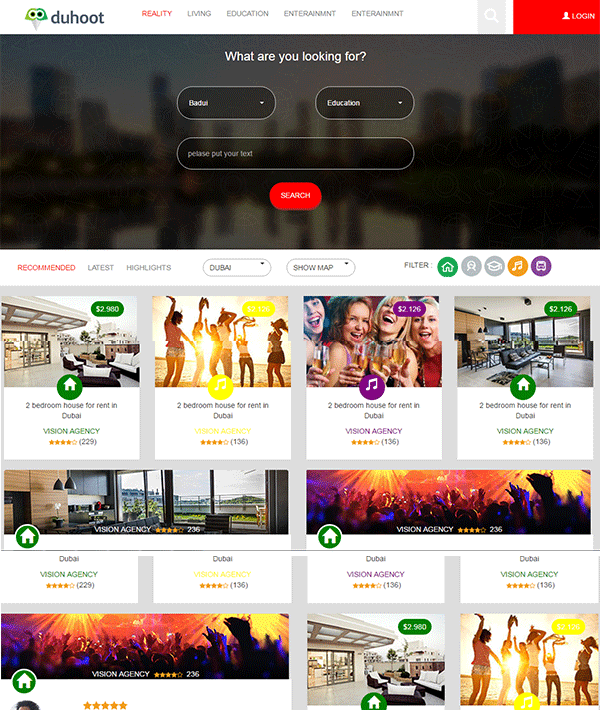 duhoot
REALITY LIVING EDUCATION ENTERAINMNT ENTERAINMNT
LOGIN
What are you looking for?
Badui Education
pelase put your text
SEARCH
RECOMMENDED LATEST HIGHLIGHTS DUBAI SHOW MAP FILTER :
$2.980 $2.126 $2.126 $2.126
2 bedroom house for rent in 2 bedroom house for rent in 2 bedroom house for rent in 2 bedroom house for rent in
Dubai Dubai Dubai Dubai
VISION AGENCY VISION AGENCY VISION AGENCY VISION AGENCY
(229) (136) (136) (136)
VISION AGENCY 236 VISION AGENCY 236
Dubai Dubai Dubai Dubai
VISION AGENCY VISION AGENCY VISION AGENCY VISION AGENCY
(229) (136) (136) (136)
$2.980 $2.126
VISION AGENCY 236